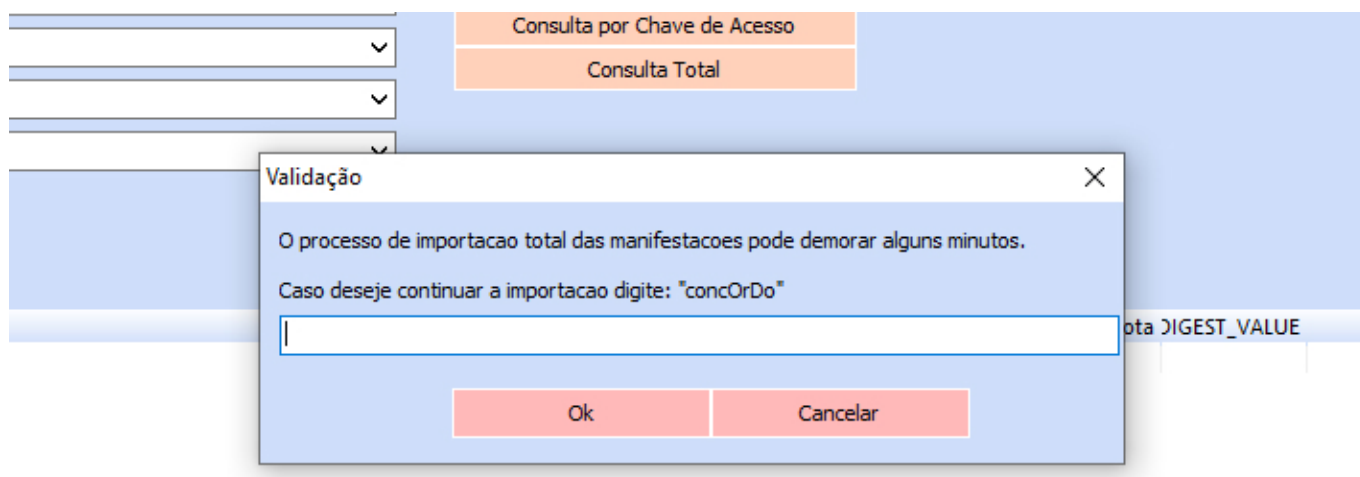 Consulta por Chave de Acesso
Consulta Total
Validação
O processo de importacao total das manifestacoes pode demorar alguns minutos.
Caso deseje continuar a importacao digite: "concOrDo"
ota DIGEST_VALUE
Ok Cancelar